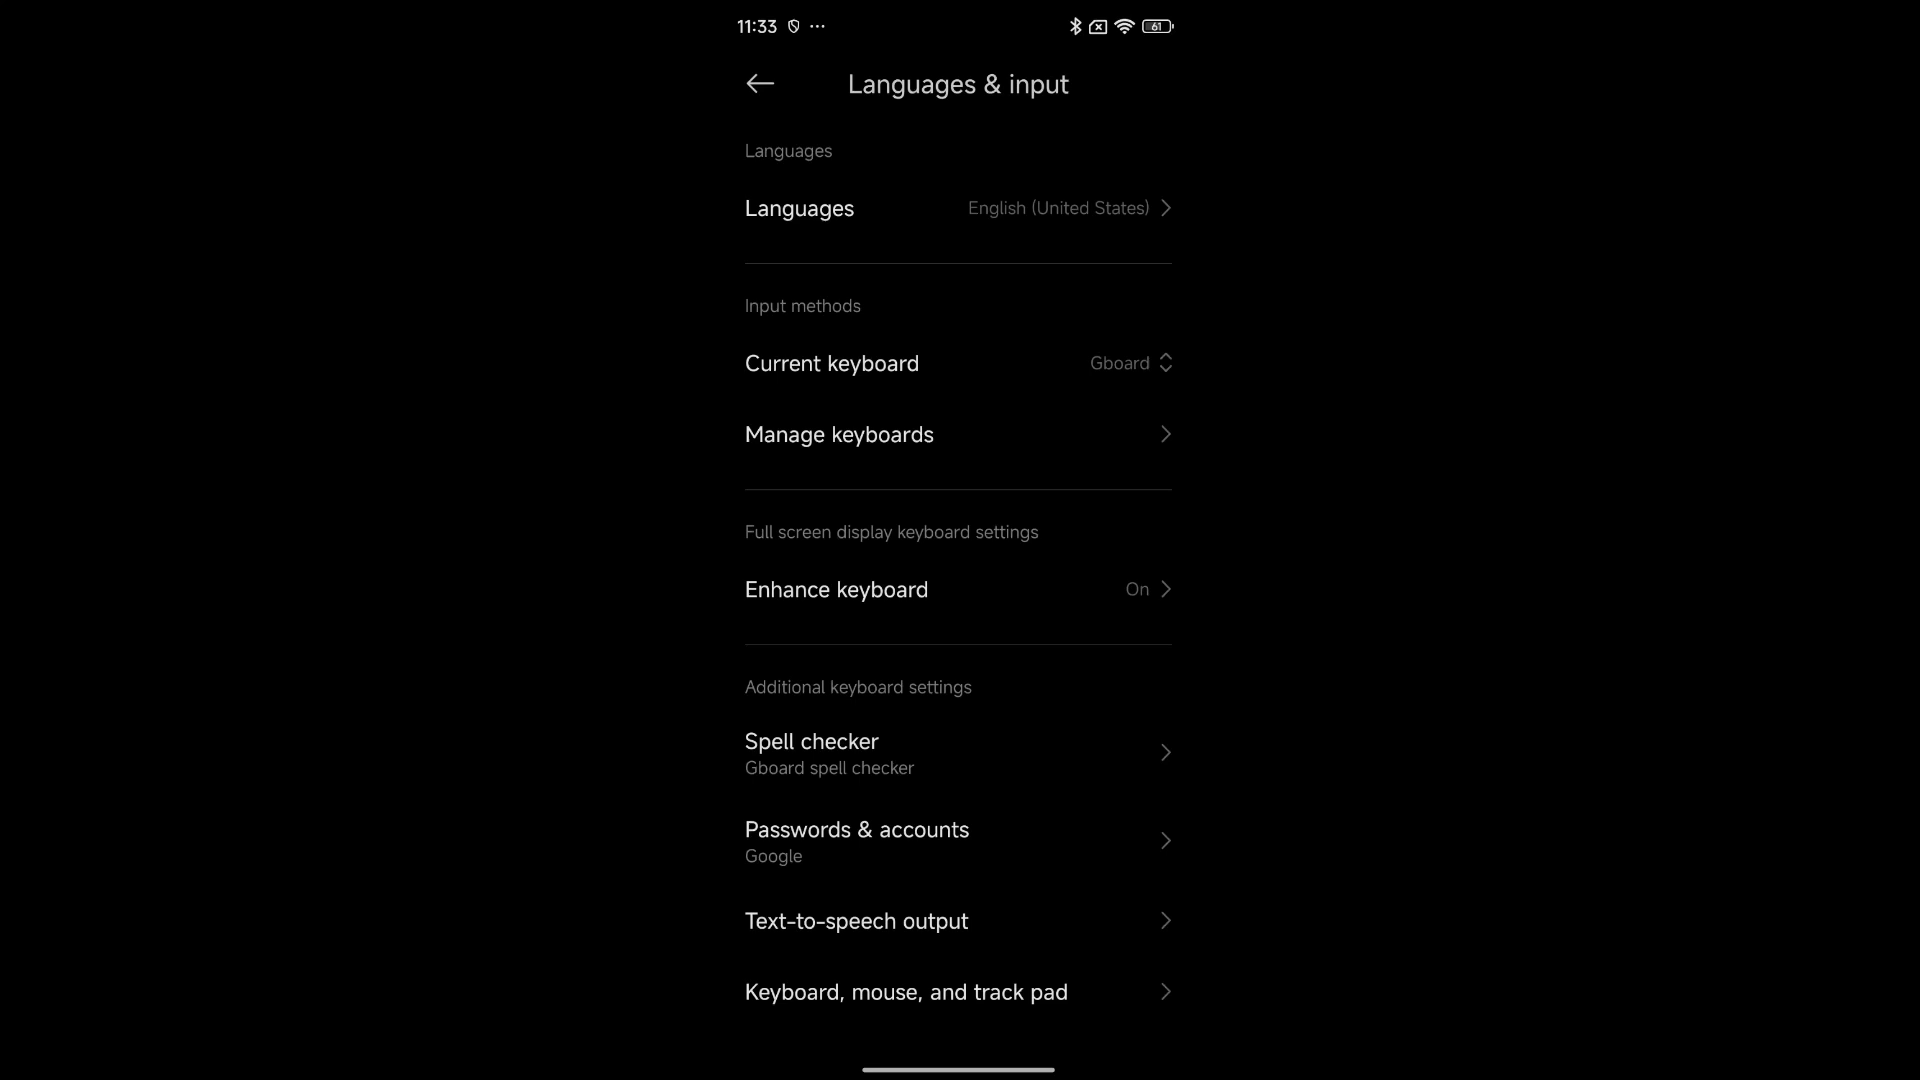 11:33 ...
61
Languages & input
Languages
Languages English (United States)
Input methods
Current keyboard Gboard
Manage keyboards
Full screen display keyboard settings
Enhance keyboard On
Additional keyboard settings
Spell checker
Gboard spell checker
Passwords & accounts
Google
Text-to-speech output
Keyboard, mouse, and track pad